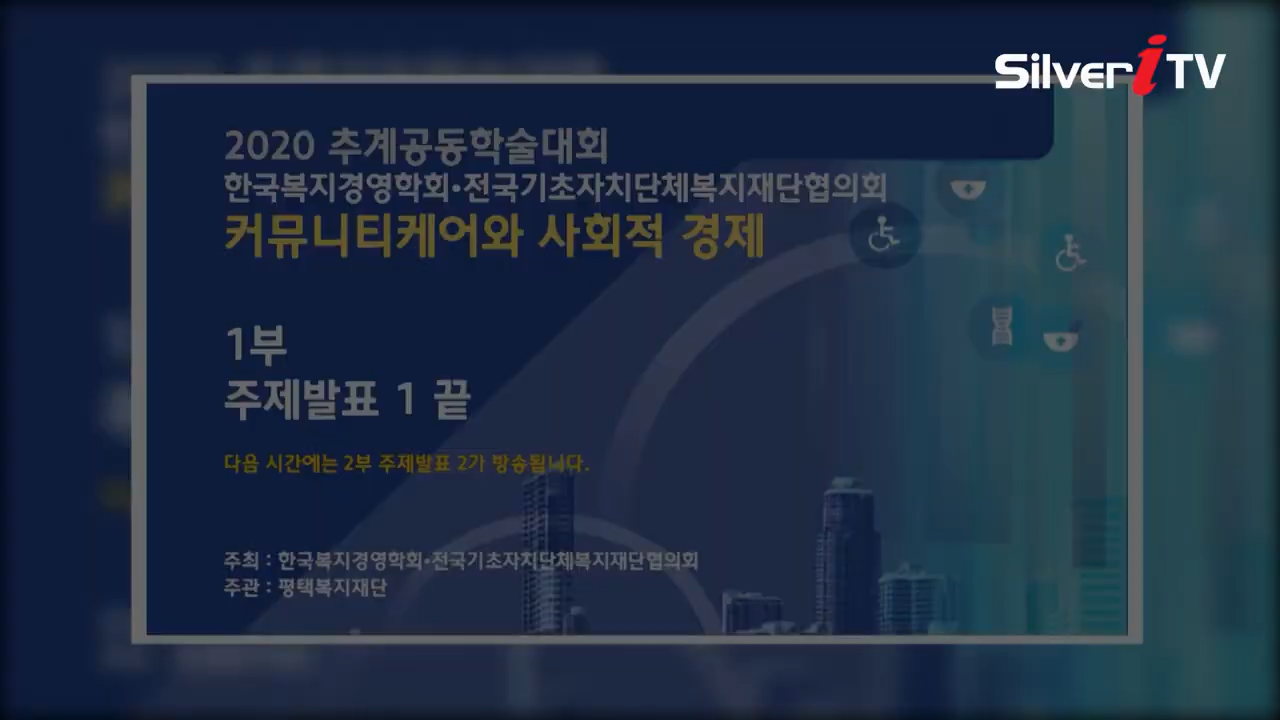 Silver i TV
2020 추계공동학술대회
한국복지경영학회·전국기초자치단체복지재단협의회
커뮤니티케어와 사회적 경제
1부
주제발표 1 끝
다음 시간에는 2부 주제발표 2가 방송됩니다.
주최 : 한국복지경영학회·전국기초자치단체복지재단협의회
주관 : 평택복지재단